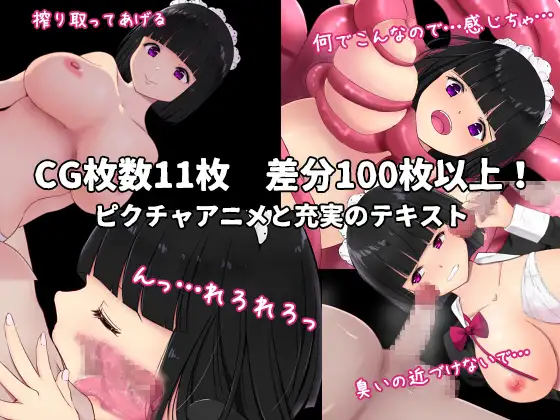 搾り取ってあげる
何でこんなので…感じちゃ…
CG枚数11枚　差分100枚以上！
ピクチャアニメと充実のテキスト
んっ…れろれろっ
臭いの近づけないで…